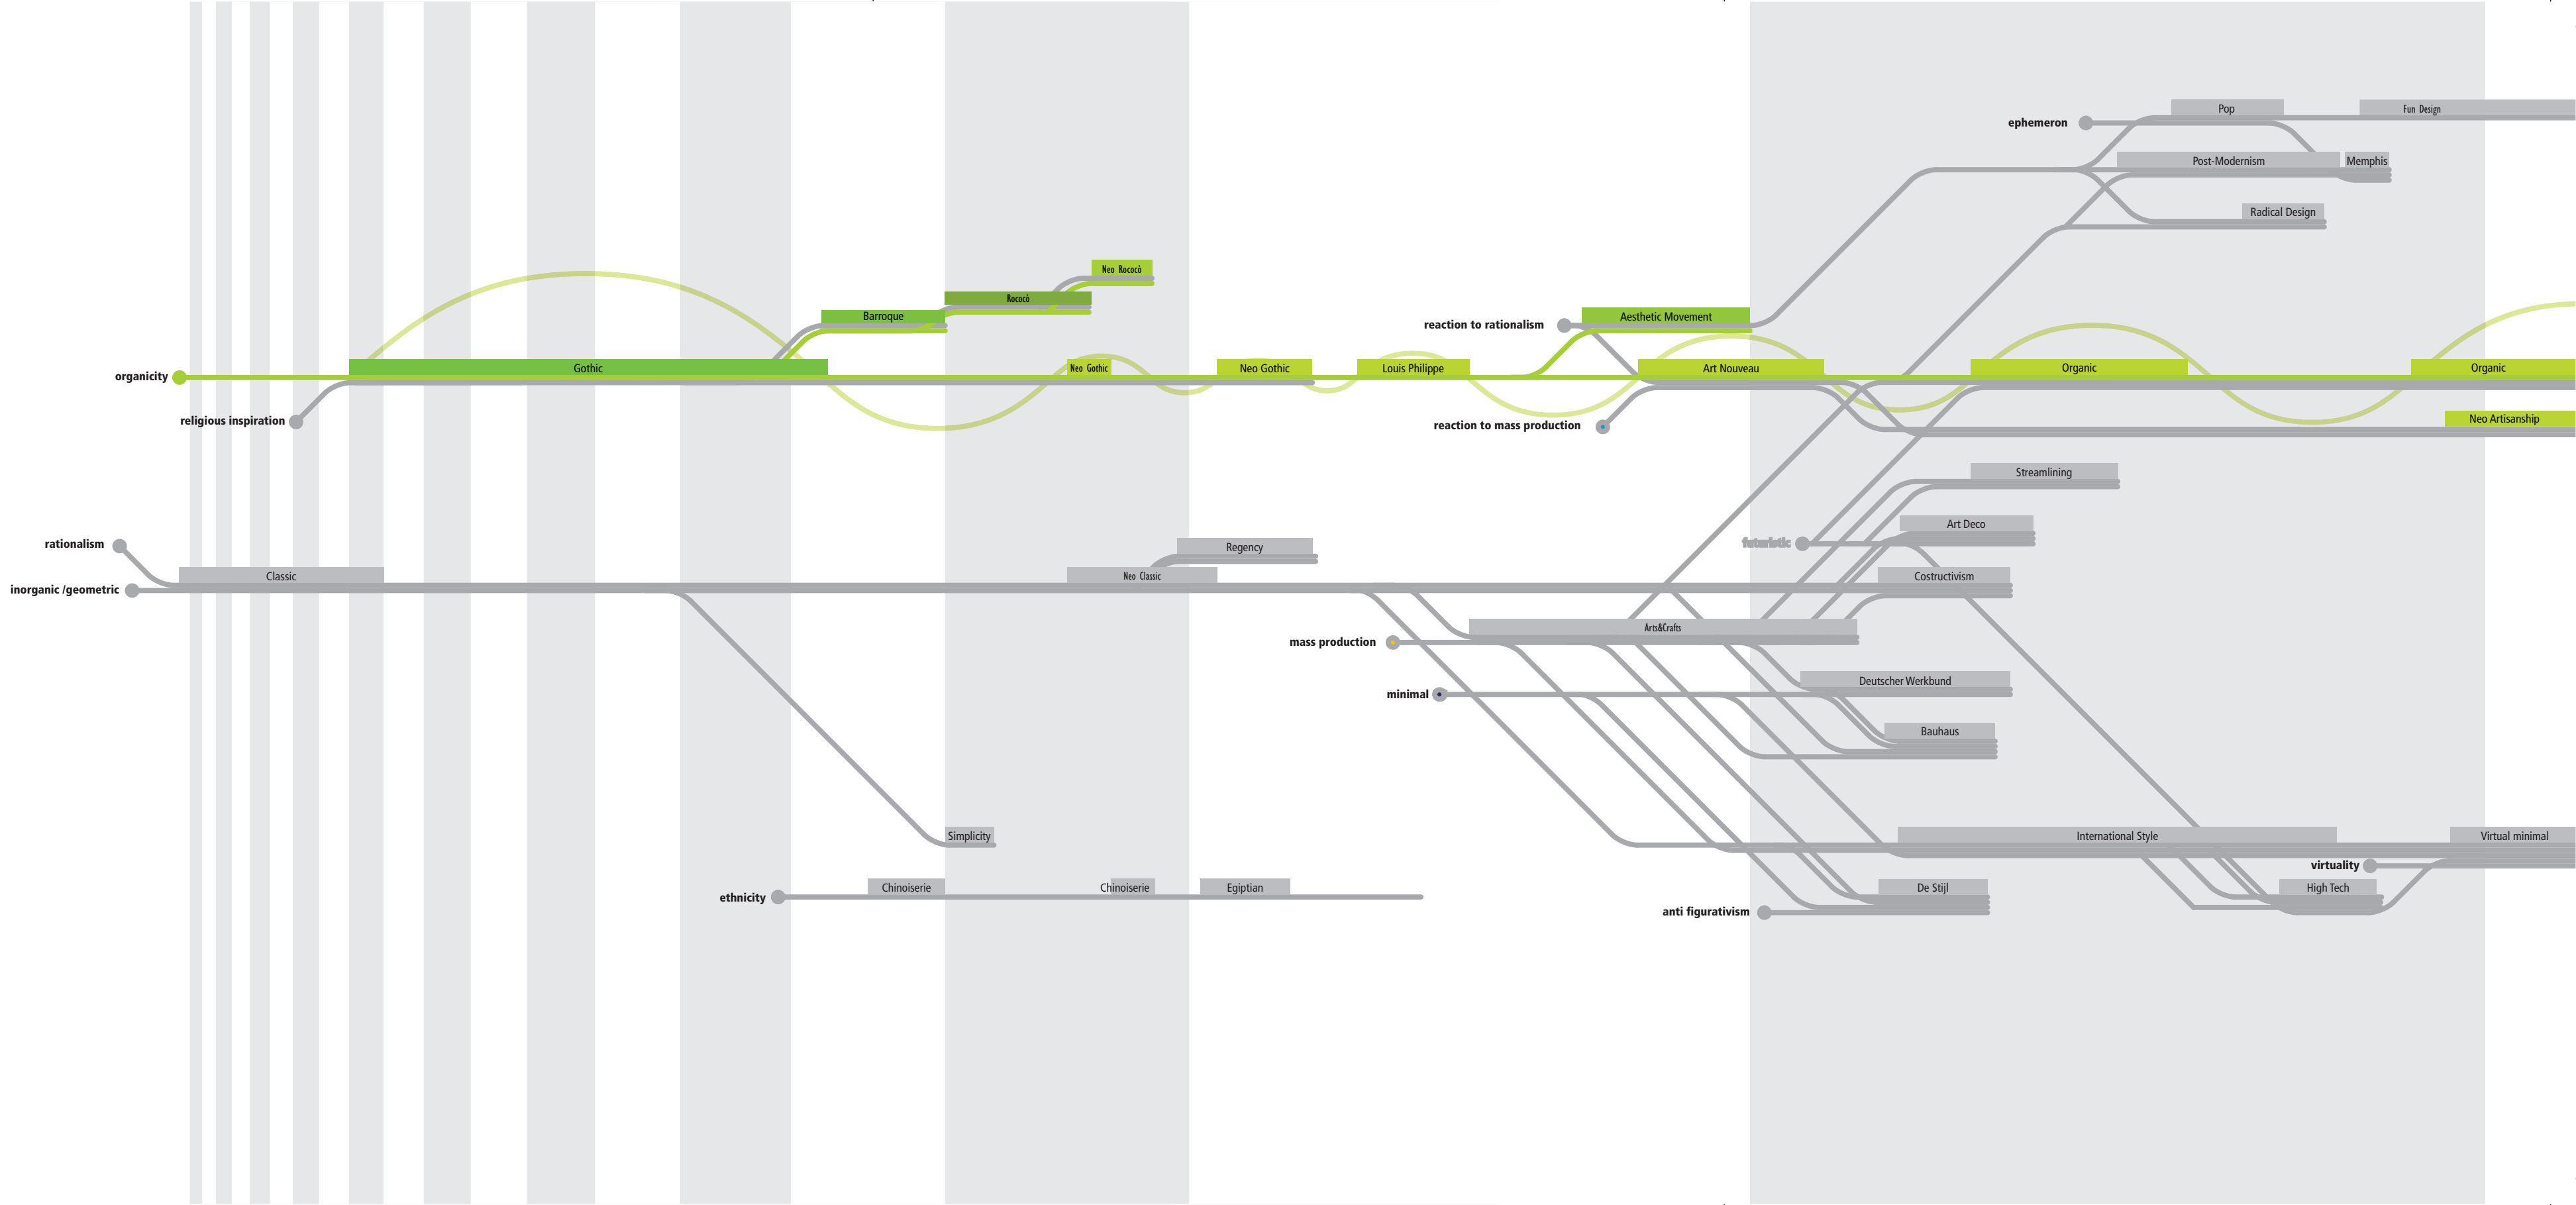 Pop
Fun Design
ephemeron
Post-Modernism
Memphis
Radical Design
Neo Rococò
Rococò
Barroque
Aesthetic Movement
reaction to rationalism
Gothic
Neo Gothic
Neo Gothic
Louis Philippe
Art Nouveau
Organic
Organic
organicity
religious inspiration
reaction to mass production
Neo Artisanship
Streamlining
Art Deco
futuristic
rationalism
Regency
Classic
Neo Classic
Costructivism
inorganic /geometric
Arts&Crafts
mass production
Deutscher Werkbund
minimal
Bauhaus
Simplicity
International Style
Virtual minimal
virtuality
Chinoiserie
Chinoiserie
Egiptian
De Stijl
High Tech
ethnicity
anti figurativism